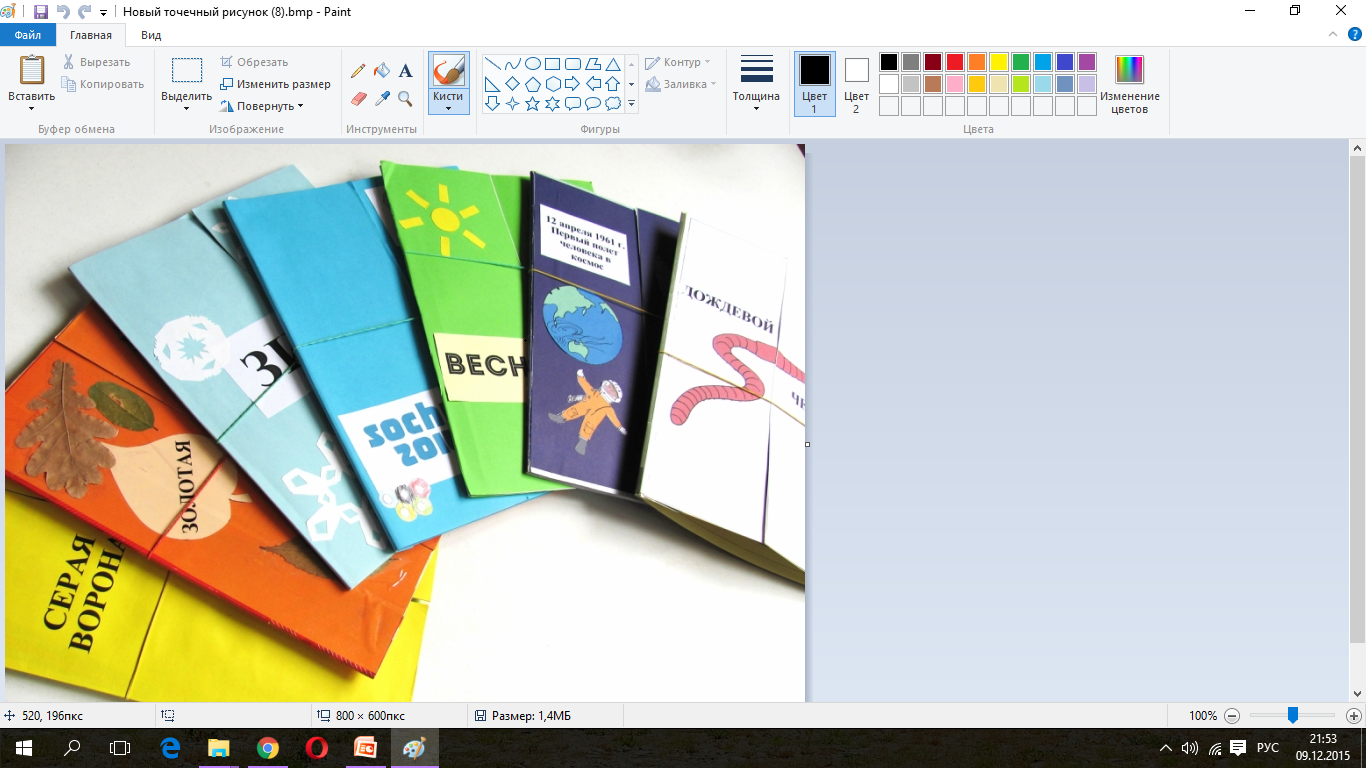 Новый точечный рисунок (8).bmp - Paint
Файл
Главная
Вид
Вставить
Вырезать
Копировать
Буфер обмена
Выделить
Обрезать
Изменить размер
Повернуть
Изображение
A
Инструменты
Кисти
Контур
Заливка
Фигуры
Толщина
Цвет
1
Цвет
2
Изменение
цветов
Цвета
12 апреля 1961 г.
Первый полет
человека в
космос
ДОЖДЕВОЙ
ВЕСН
sochi
ЗОЛОТАЯ
СЕРАЯ
ВОРОНА
520, 196пкс
800 × 600пкс
Размер: 1,4МБ
100%
РУС
21:53
09.12.2015